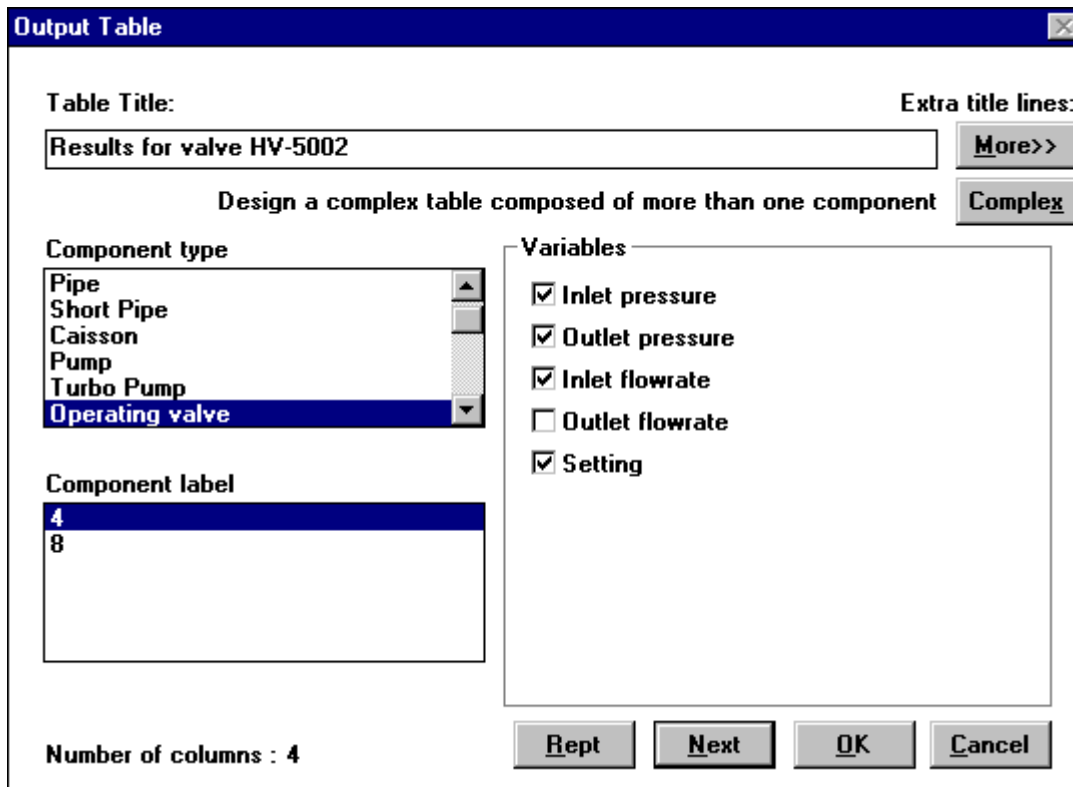 Output Table
Table Title:
Extra title lines:
Results for valve HV-5002
More>>
Design a complex table composed of more than one component
Complex
Component type
Pipe
Short Pipe
Caisson
Pump
Turbo Pump
Operating valve
Component label
4
8
Variables
Inlet pressure
Outlet pressure
Inlet flowrate
Outlet flowrate
Setting
Number of columns : 4
Rept
Next
OK
Cancel